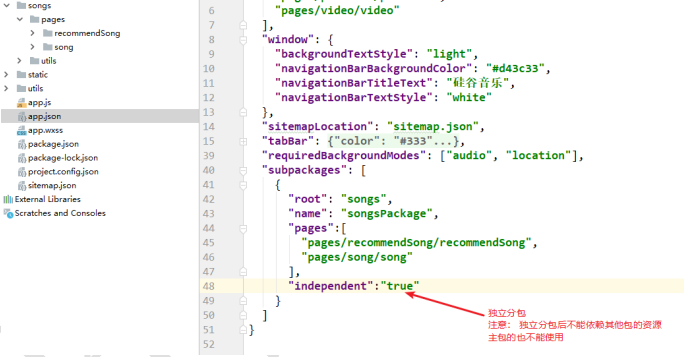 songs
pages
recommendSong
song
utils
static
utils
app.js
app.json
app.wxss
package.json
package-lock.json
project.config.json
sitemap.json
External Libraries
Scratches and Consoles
6 "pages/video/video"
7 ],
8 "window": {
9 "backgroundTextStyle": "light",
10 "navigationBarBackgroundColor": "#d43c33",
11 "navigationBarTitleText": "硅谷音乐",
12 "navigationBarTextStyle": "white"
13 },
14 "sitemapLocation": "sitemap.json",
15 "tabBar": {"color": "#333"...},
39 "requiredBackgroundModes": ["audio", "location"],
40 "subpackages": [
41 {
42 "root": "songs",
43 "name": "songsPackage",
44 "pages":[
45 "pages/recommendSong/recommendSong",
46 "pages/song/song"
47 ],
48 "independent":"true"
49 }
50 ]
51 }
52
独立分包
注意： 独立分包后不能依赖其他包的资源
主包的也不能使用